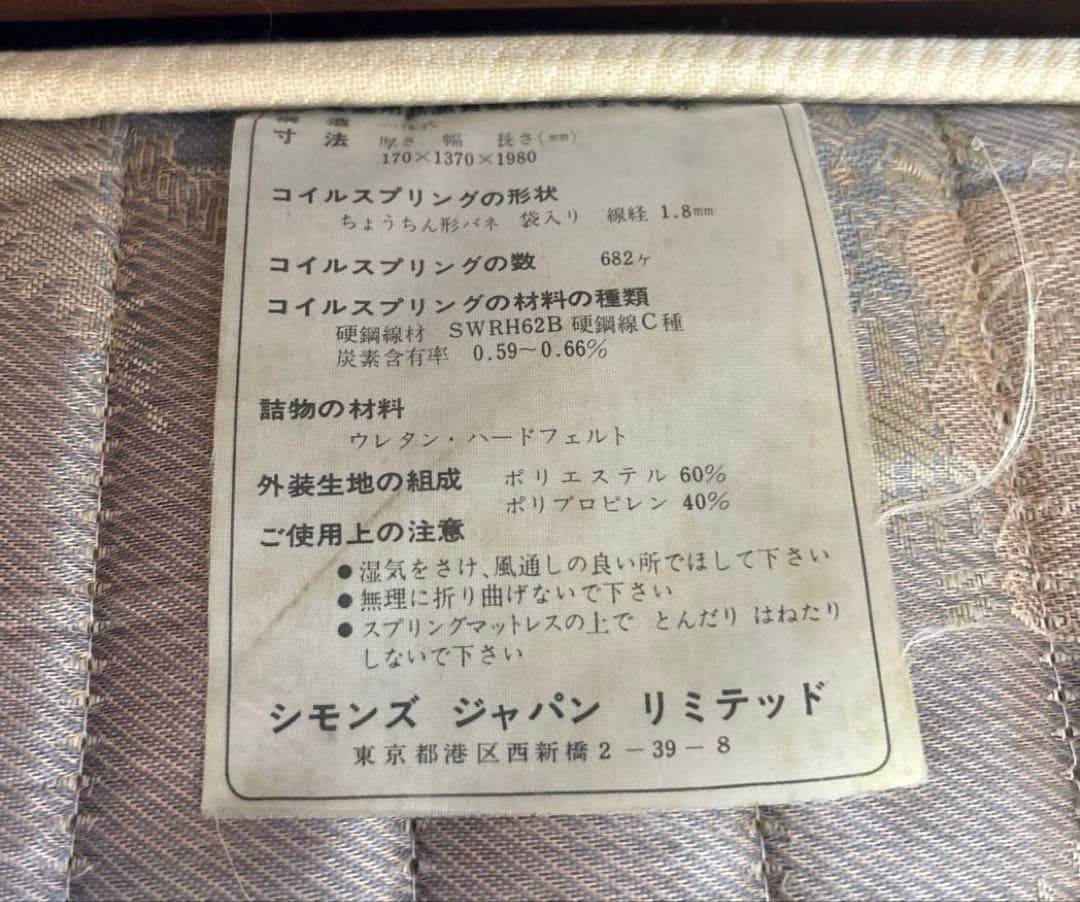 構造
寸法 厚さ 幅 長さ(mm)
170×1370×1980
コイルスプリングの形状
ちょうちん形バネ 袋入り 線経 1.8mm
コイルスプリングの数 682ヶ
コイルスプリングの材料の種類
硬鋼線材 SWRH62B 硬鋼線C種
炭素含有率 0.59~0.66%
詰物の材料
ウレタン・ハードフェルト
外装生地の組成 ポリエステル 60%
ポリプロピレン 40%
ご使用上の注意
●湿気をさけ、風通しの良い所でほして下さい
●無理に折り曲げないで下さい
●スプリングマットレスの上で とんだり はねたり
しないで下さい
シモンズ ジャパン リミテッド
東京都港区西新橋2-39-8